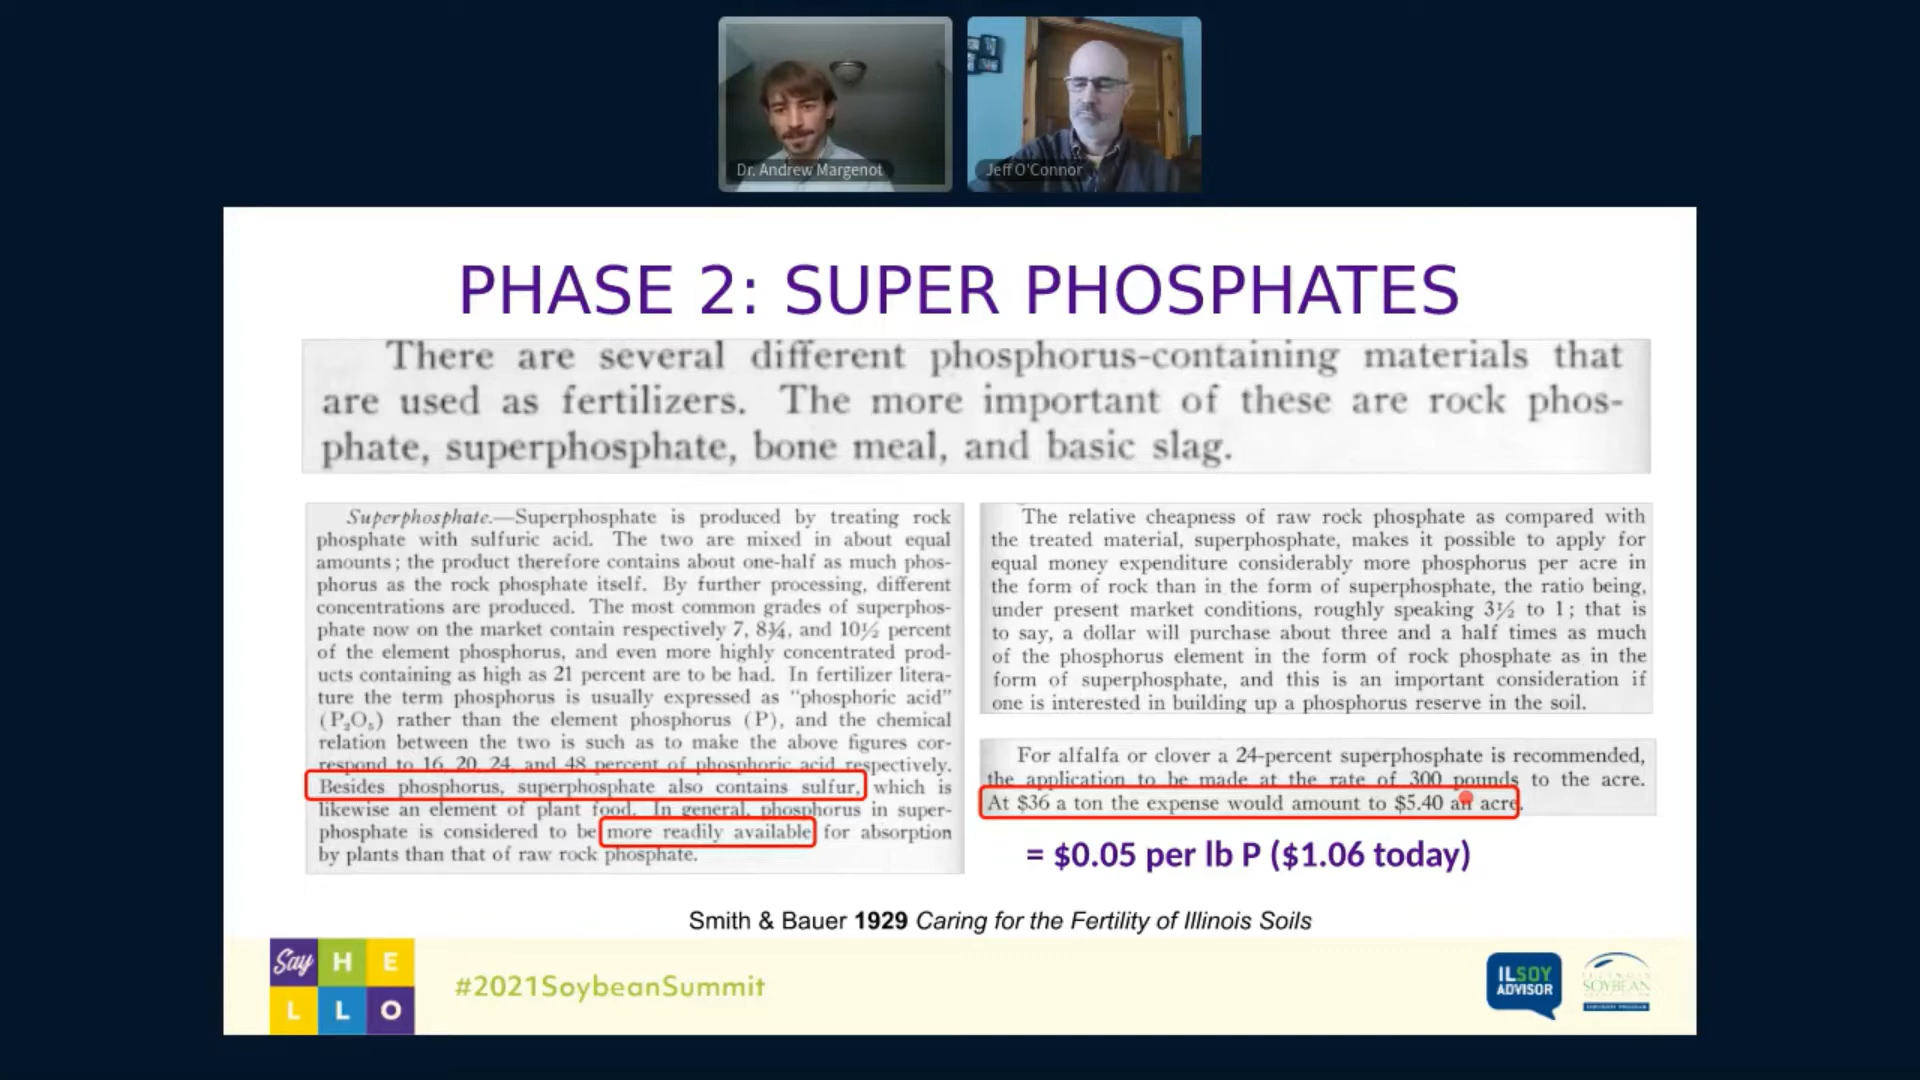 Dr. Andrew Margenot
Jeff O'Connor
PHASE 2: SUPER PHOSPHATES
There are several different phosphorus-containing materials that
are used as fertilizers. The more important of these are rock phos-
phate, superphosphate, bone meal, and basic slag.
Superphosphate.—Superphosphate is produced by treating rock
phosphate with sulfuric acid. The two are mixed in about equal
amounts; the product therefore contains about one-half as much phos-
phorus as the rock phosphate itself. By further processing, different
concentrations are produced. The most common grades of superphos-
phate now on the market contain respectively 7, 8¾, and 10½ percent
of the element phosphorus, and even more highly concentrated prod-
ucts containing as high as 21 percent are to be had. In fertilizer litera-
ture the term phosphorus is usually expressed as "phosphoric acid"
(P₂O₅) rather than the element phosphorus (P), and the chemical
relation between the two is such as to make the above figures cor-
respond to 16, 20, 24, and 48 percent of phosphoric acid respectively.
Besides phosphorus, superphosphate also contains sulfur, which is
likewise an element of plant food. In general, phosphorus in super-
phosphate is considered to be more readily available for absorption
by plants than that of raw rock phosphate.
The relative cheapness of raw rock phosphate as compared with
the treated material, superphosphate, makes it possible to apply for
equal money expenditure considerably more phosphorus per acre in
the form of rock than in the form of superphosphate, the ratio being,
under present market conditions, roughly speaking 3½ to 1; that is
to say, a dollar will purchase about three and a half times as much
of the phosphorus element in the form of rock phosphate as in the
form of superphosphate, and this is an important consideration if
one is interested in building up a phosphorus reserve in the soil.
For alfalfa or clover a 24-percent superphosphate is recommended,
the application to be made at the rate of 300 pounds to the acre.
At $36 a ton the expense would amount to $5.40 an acre.
= $0.05 per lb P ($1.06 today)
Smith & Bauer 1929 Caring for the Fertility of Illinois Soils
Say HE
LLO
#2021SoybeanSummit
ILSOY
ADVISOR
SOYBEAN